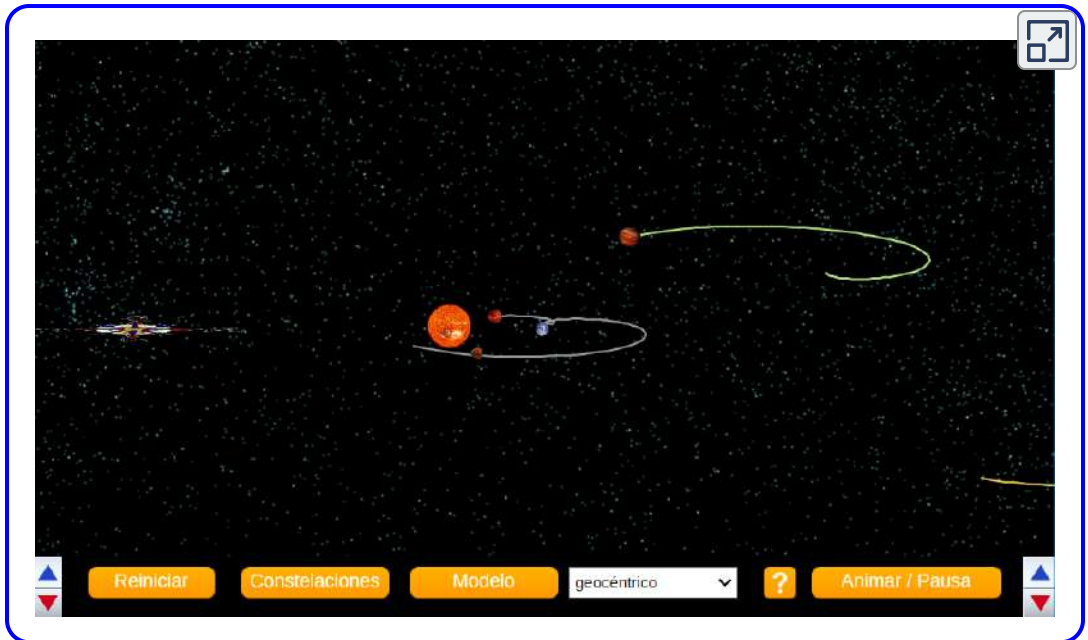 Reiniciar
Constelaciones
Modelo
geocéntrico
?
Animar / Pausa